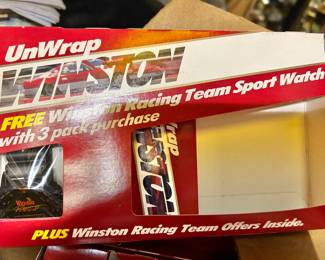 UnWrap
WINSTON
FREE Winston Racing Team Sport Watch
with 3 pack purchase
PLUS Winston Racing Team Offers Inside.